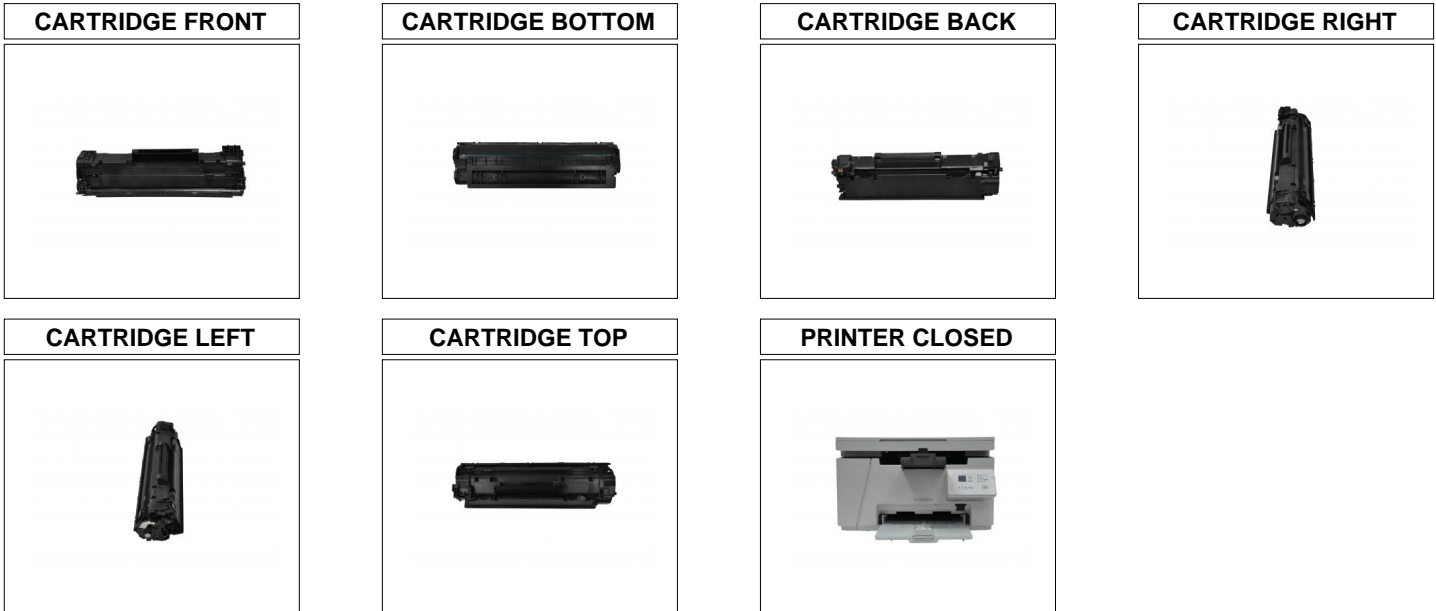 CARTRIDGE FRONT
CARTRIDGE BOTTOM
CARTRIDGE BACK
CARTRIDGE RIGHT
CARTRIDGE LEFT
CARTRIDGE TOP
PRINTER CLOSED